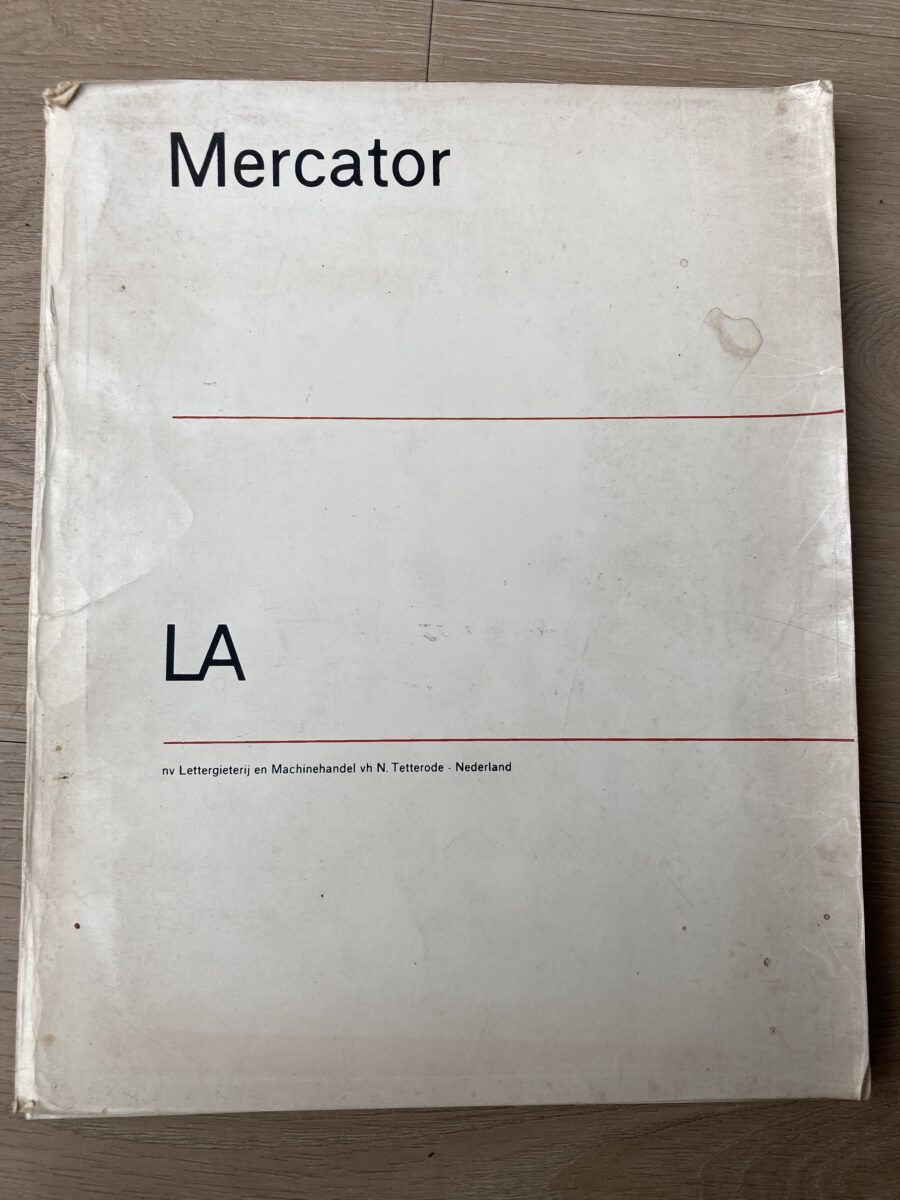 Mercator
LA
nv Lettergieterij en Machinehandel vh N. Tetterode - Nederland